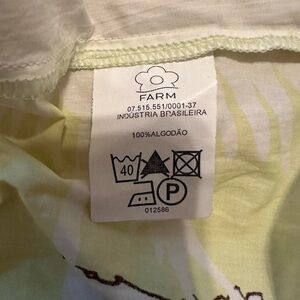 FARM
07.515.551/0001-37
INDÚSTRIA BRASILEIRA
100%ALGODÃO
40
P
012586